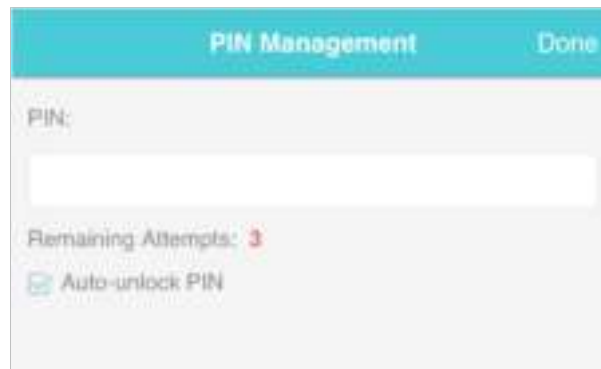 PIN Management Done
PIN:
Remaining Attempts: 3
Auto-unlock PIN